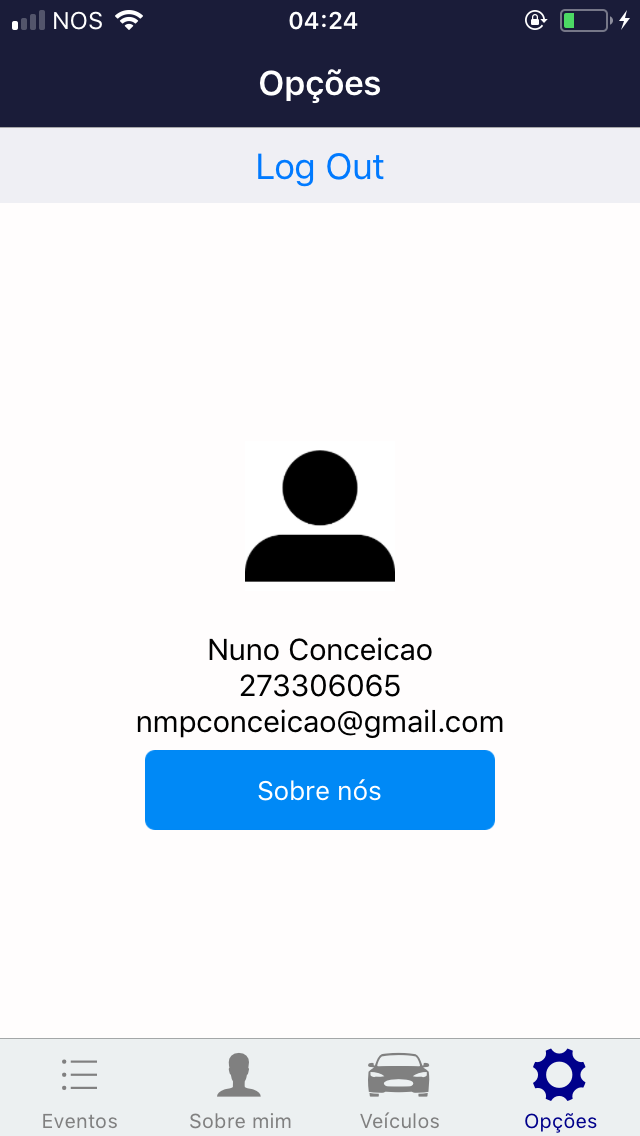 NOS 04:24
Opções
Log Out
Nuno Conceicao
273306065
nmpconceicao@gmail.com
Sobre nós
Eventos Sobre mim Veículos Opções